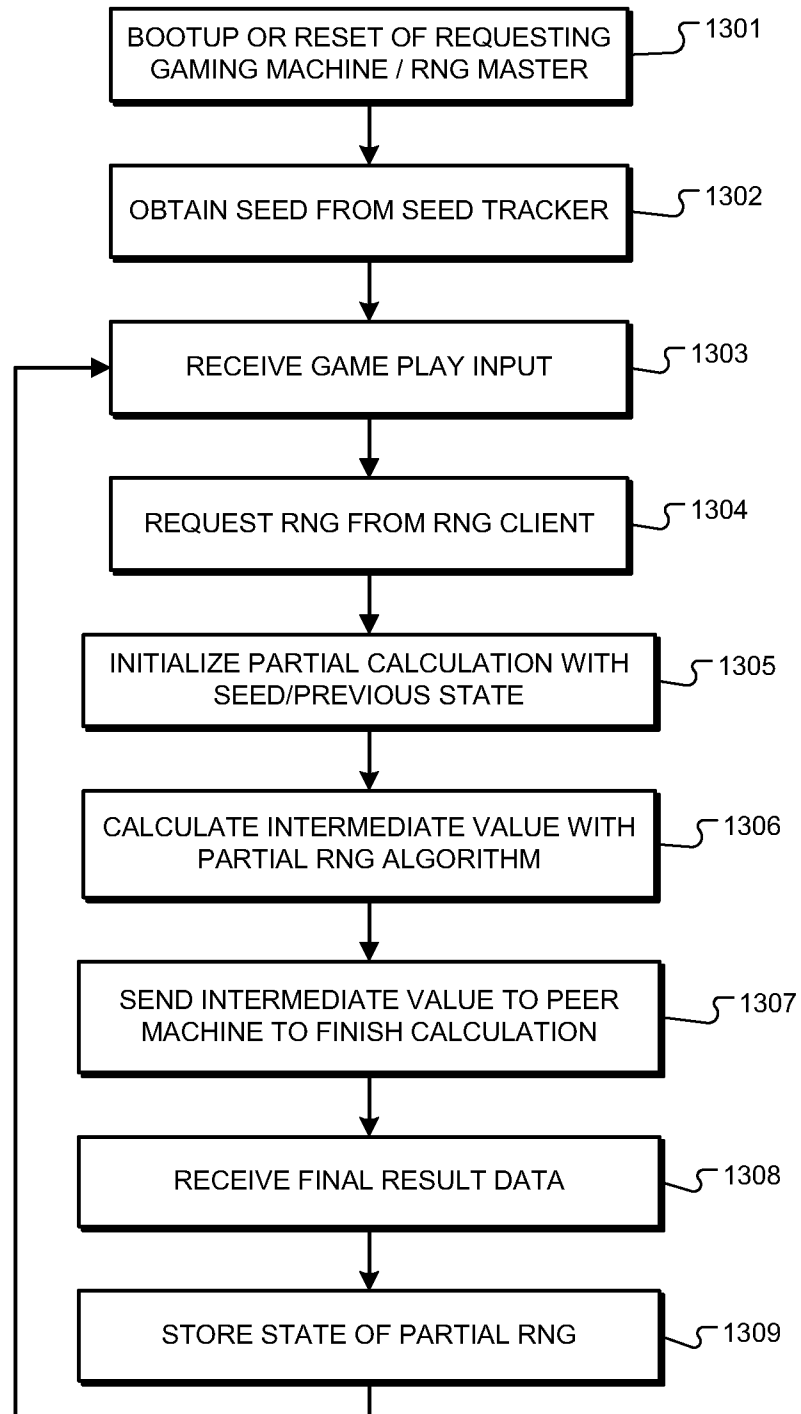 BOOTUP OR RESET OF REQUESTING
GAMING MACHINE / RNG MASTER
1301
OBTAIN SEED FROM SEED TRACKER
1302
RECEIVE GAME PLAY INPUT
1303
REQUEST RNG FROM RNG CLIENT
1304
INITIALIZE PARTIAL CALCULATION WITH
SEED/PREVIOUS STATE
1305
CALCULATE INTERMEDIATE VALUE WITH
PARTIAL RNG ALGORITHM
1306
SEND INTERMEDIATE VALUE TO PEER
MACHINE TO FINISH CALCULATION
1307
RECEIVE FINAL RESULT DATA
1308
STORE STATE OF PARTIAL RNG
1309